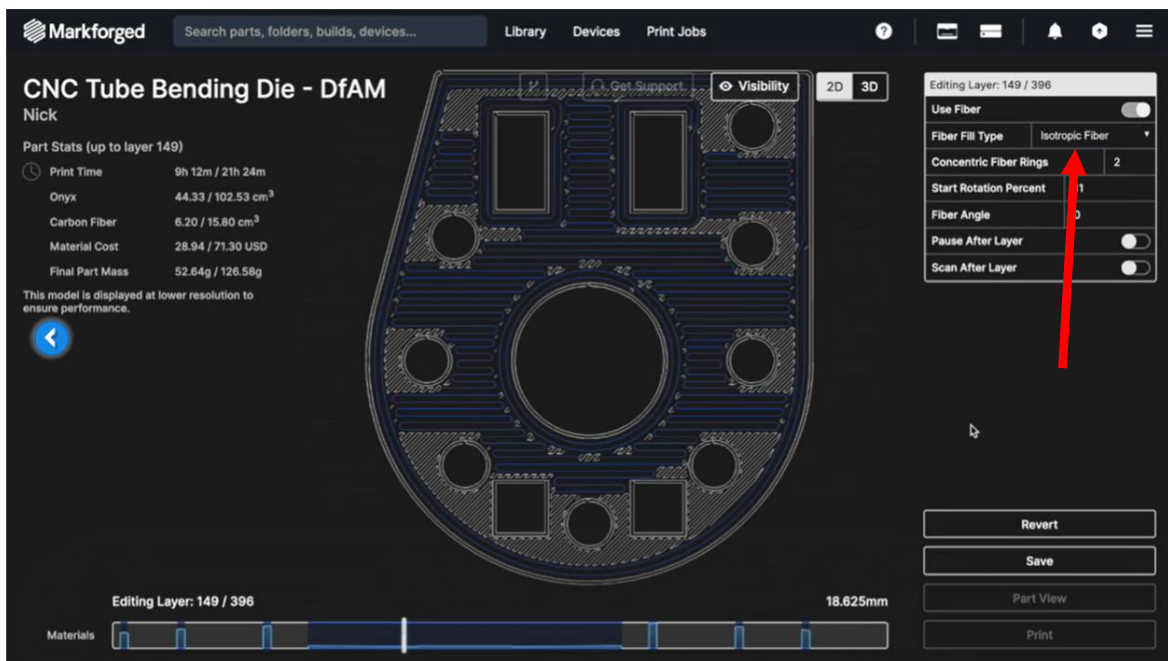 Markforged
Search parts, folders, builds, devices...
Library
Devices
Print Jobs
?
CNC Tube Bending Die - DfAM
Nick
Part Stats (up to layer 149)
Print Time 9h 12m / 21h 24m
Onyx 44.33 / 102.53 cm³
Carbon Fiber 6.20 / 15.80 cm³
Material Cost 28.94 / 71.30 USD
Final Part Mass 52.64g / 126.58g
This model is displayed at lower resolution to
ensure performance.
Get Support
Visibility
2D
3D
Editing Layer: 149 / 396
Use Fiber
Fiber Fill Type Isotropic Fiber
Concentric Fiber Rings 2
Start Rotation Percent
Fiber Angle
Pause After Layer
Scan After Layer
Revert
Save
Part View
Print
Editing Layer: 149 / 396
18.625mm
Materials